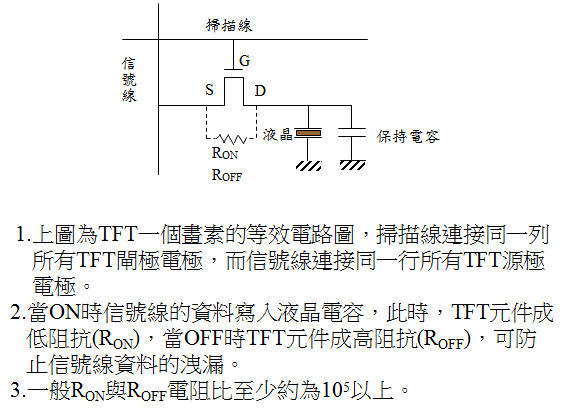 掃描線
信號線
G
S D
液晶
保持電容
RON
ROFF
1.上圖為TFT一個畫素的等效電路圖，掃描線連接同一列
所有TFT閘極電極，而信號線連接同一行所有TFT源極
電極。
2.當ON時信號線的資料寫入液晶電容，此時，TFT元件成
低阻抗(RON)，當OFF時TFT元件成高阻抗(ROFF)，可防
止信號線資料的洩漏。
3.一般RON與ROFF電阻比至少約為10⁵以上。